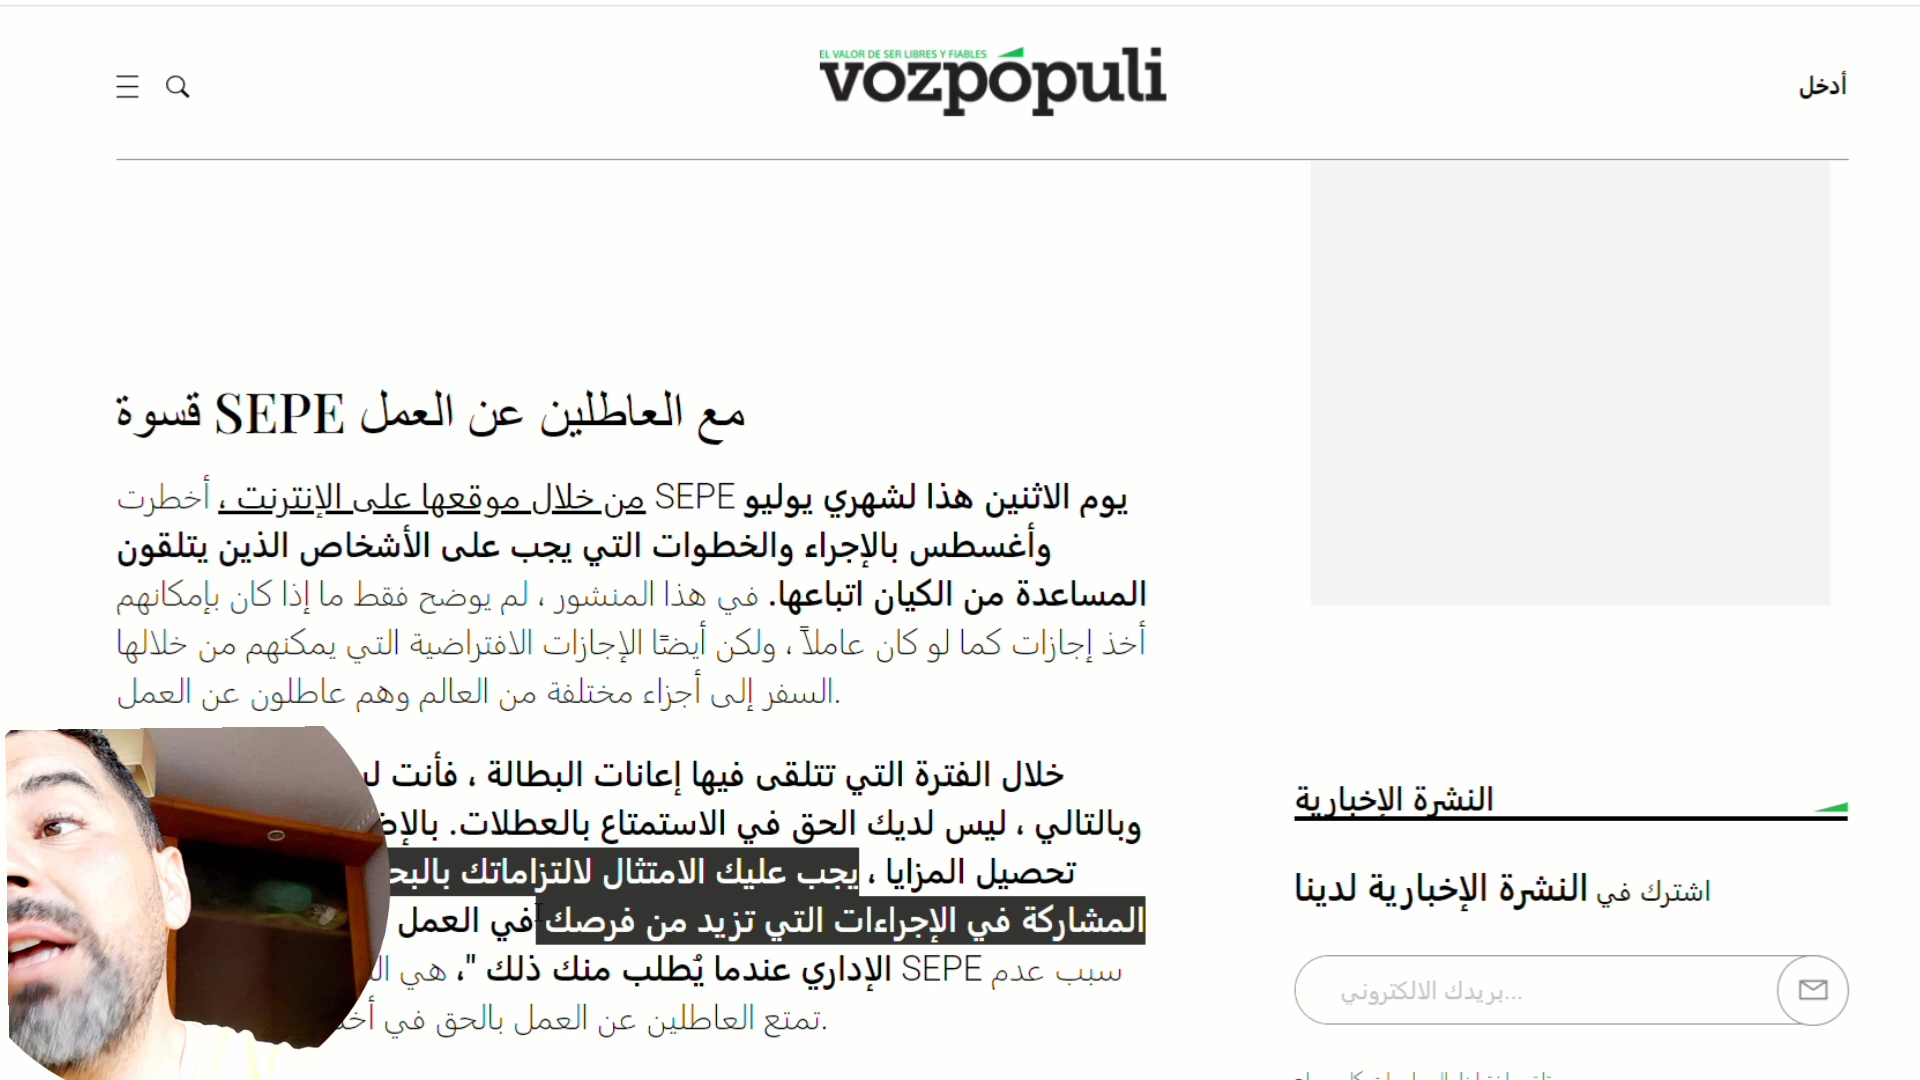 EL VALOR DE SER LIBRES Y FIABLES
vozpópuli
أدخل
مع العاطلين عن العمل SEPE قسوة
يوم الاثنين هذا لشهري يوليو SEPE من خلال موقعها على الإنترنت ، أخطرت
وأغسطس بالإجراء والخطوات التي يجب على الأشخاص الذين يتلقون
المساعدة من الكيان اتباعها. في هذا المنشور ، لم يوضح فقط ما إذا كان بإمكانهم
أخذ إجازات كما لو كان عاملاً ، ولكن أيضًا الإجازات الافتراضية التي يمكنهم من خلالها
السفر إلى أجزاء مختلفة من العالم وهم عاطلون عن العمل.
خلال الفترة التي تتلقى فيها إعانات البطالة ، فأنت
وبالتالي ، ليس لديك الحق في الاستمتاع بالعطلات.
تحصيل المزايا ، يجب عليك الامتثال لالتزاماتك
المشاركة في الإجراءات التي تزيد من فرصك في العمل
سبب عدم SEPE الإداري عندما يُطلب منك ذلك "، هي
تمتع العاطلين عن العمل بالحق في
النشرة الإخبارية
اشترك في النشرة الإخبارية لدينا
بريدك الالكتروني...